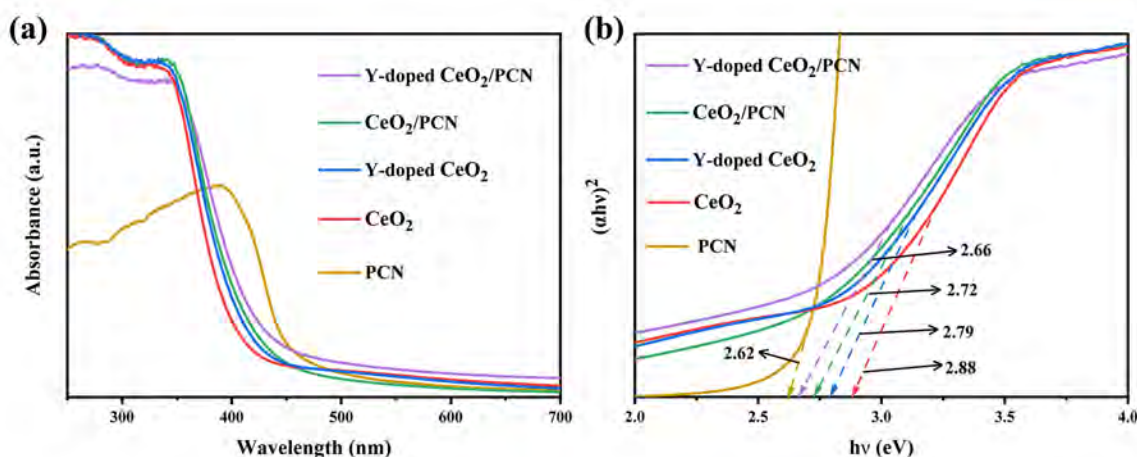 (a)
Absorbance (a.u.)
Y-doped CeO₂/PCN
CeO₂/PCN
Y-doped CeO₂
CeO₂
PCN
300
400
500
600
700
Wavelength (nm)
(b)
(αhν)²
Y-doped CeO₂/PCN
CeO₂/PCN
Y-doped CeO₂
CeO₂
PCN
2.66
2.72
2.79
2.88
2.62
2.0
2.5
3.0
3.5
4.0
hν (eV)